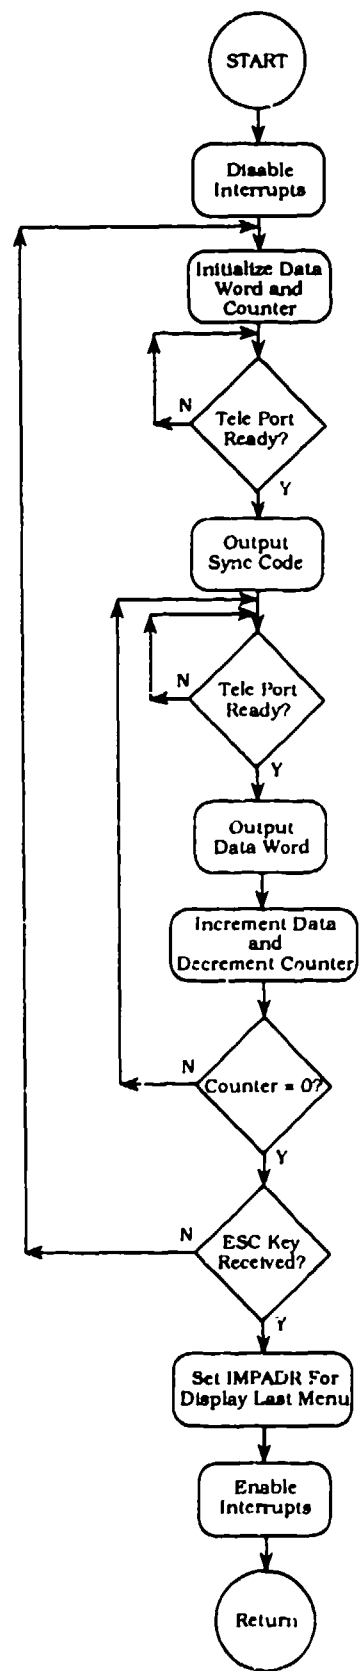 START
Disable
Interrupts
Initialize Data
Word and
Counter
N
Tele Port
Ready?
Y
Output
Sync Code
N
Tele Port
Ready?
Y
Output
Data Word
Increment Data
and
Decrement Counter
N
Counter = 0?
Y
N
ESC Key
Received?
Y
Set IMPADR For
Display Last Menu
Enable
Interrupts
Return